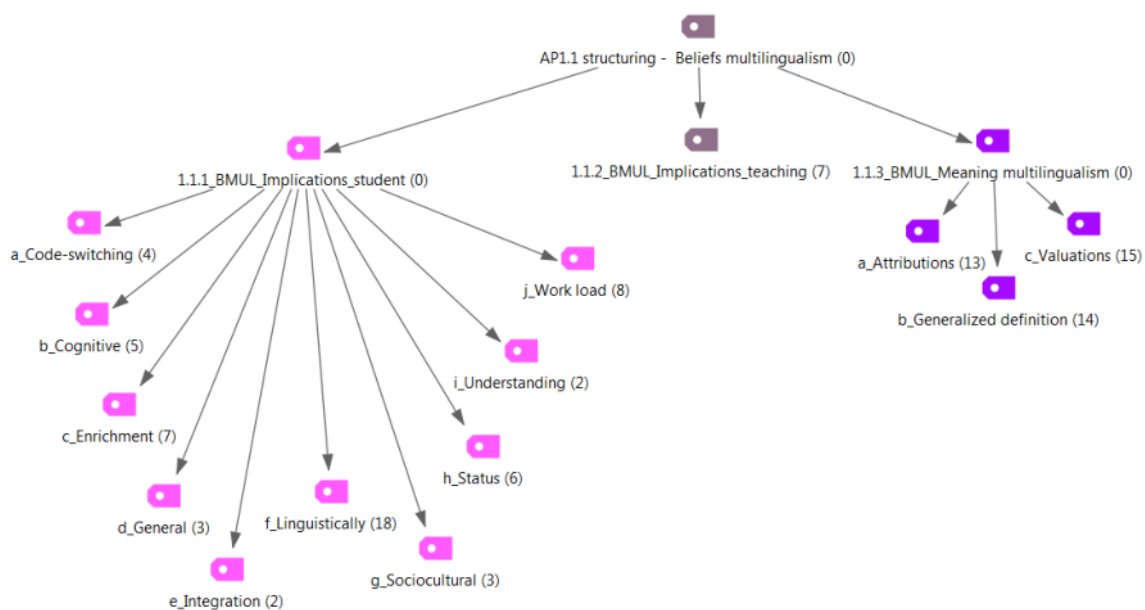 AP1.1 structuring - Beliefs multilingualism (0)
1.1.1_BMUL_Implications_student (0)
1.1.2_BMUL_Implications_teaching (7)
1.1.3_BMUL_Meaning multilingualism (0)
a_Code-switching (4)
b_Cognitive (5)
c_Enrichment (7)
d_General (3)
e_Integration (2)
f_Linguistically (18)
g_Sociocultural (3)
h_Status (6)
i_Understanding (2)
j_Work load (8)
a_Attributions (13)
b_Generalized definition (14)
c_Valuations (15)